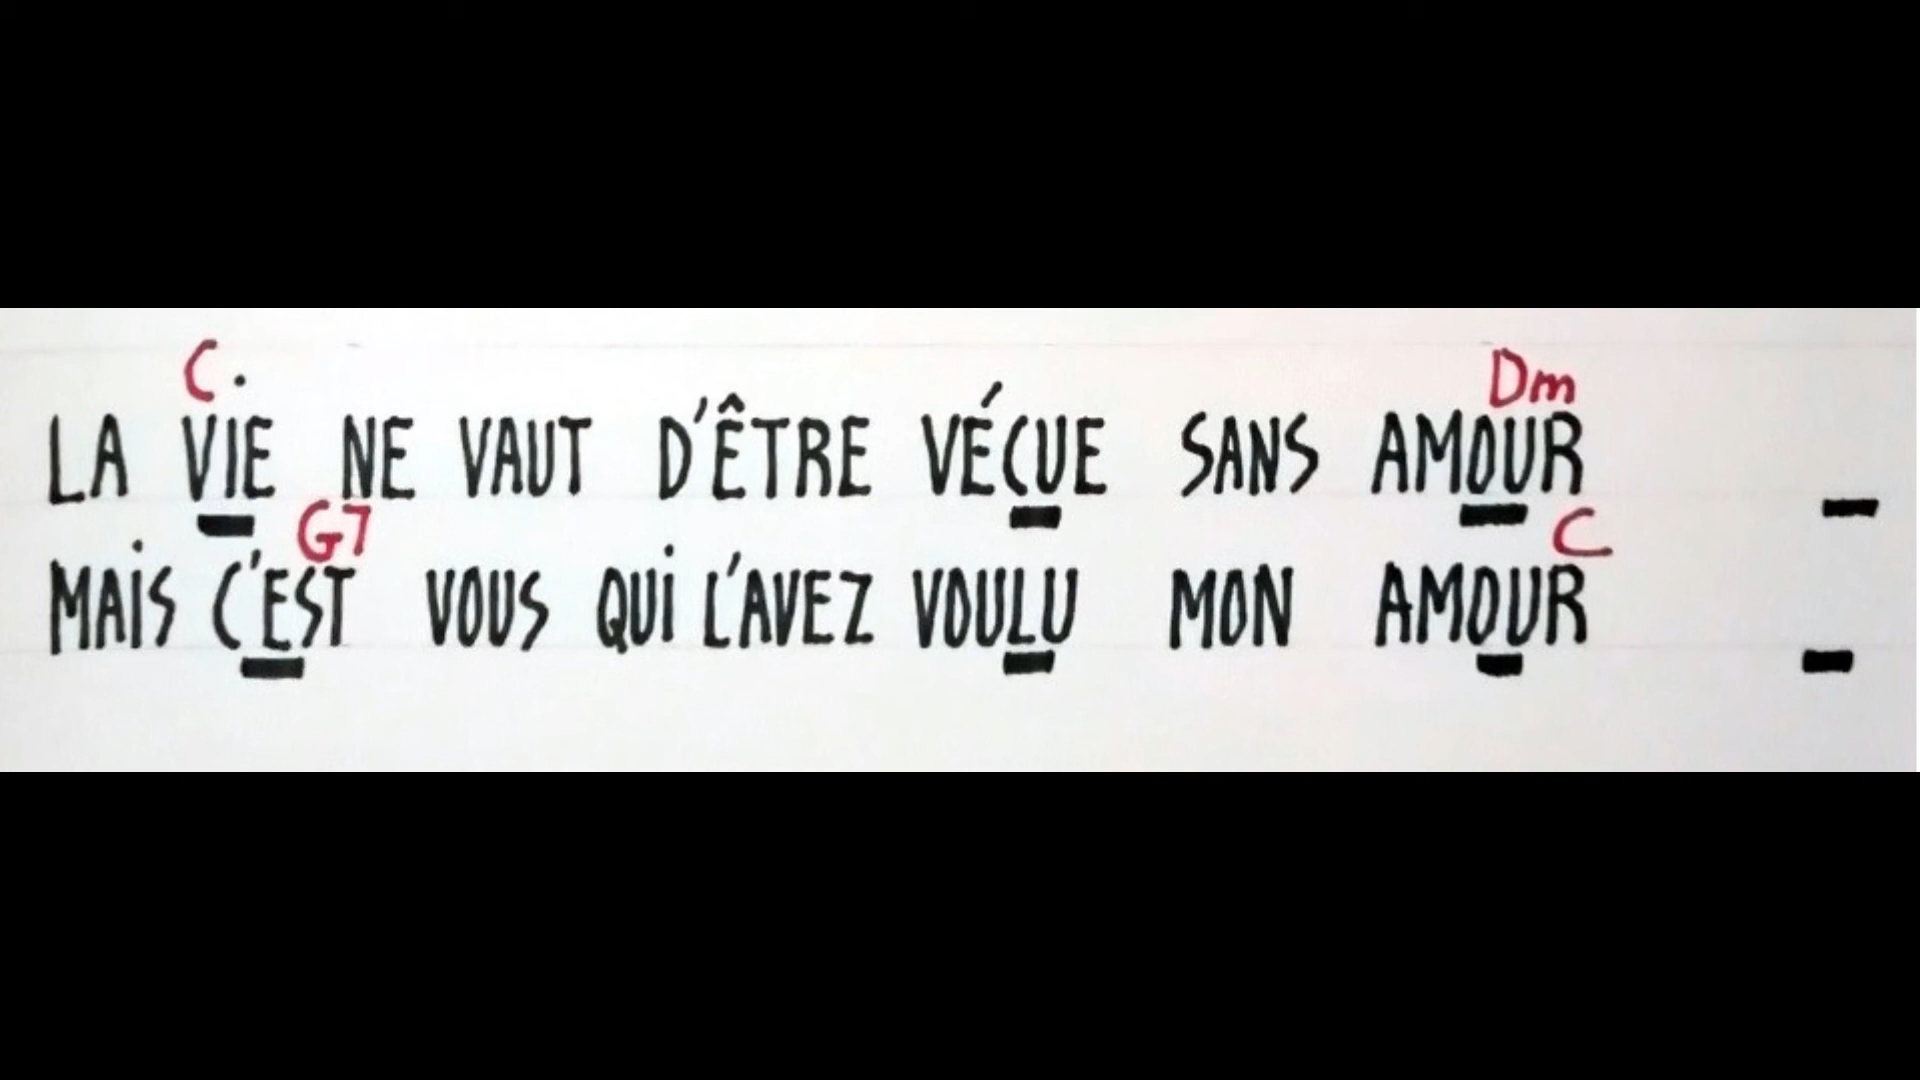 C Dm
LA VIE NE VAUT D'ÊTRE VÉCUE SANS AMOUR
G7 C
MAIS C'EST VOUS QUI L'AVEZ VOULU MON AMOUR